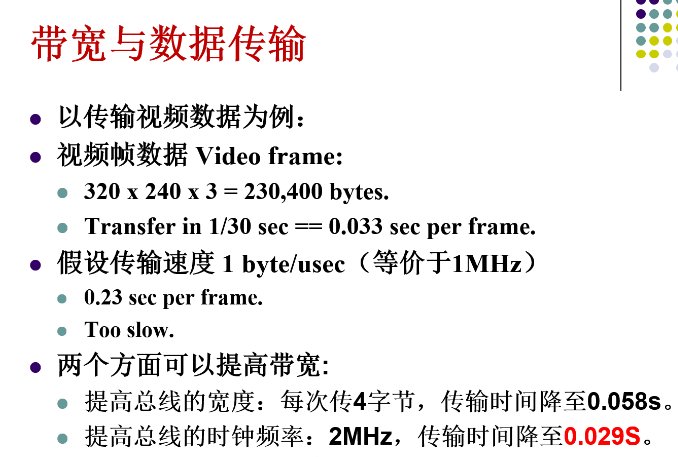 带宽与数据传输
以传输视频数据为例：
视频帧数据 Video frame:
320 x 240 x 3 = 230,400 bytes.
Transfer in 1/30 sec == 0.033 sec per frame.
假设传输速度 1 byte/usec（等价于1MHz）
0.23 sec per frame.
Too slow.
两个方面可以提高带宽:
提高总线的宽度：每次传4字节，传输时间降至0.058s。
提高总线的时钟频率：2MHz，传输时间降至0.029S。